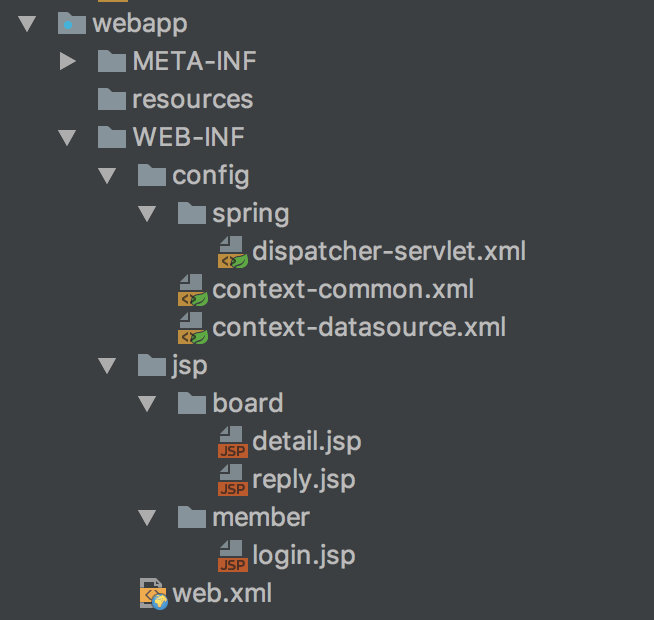 webapp
META-INF
resources
WEB-INF
config
spring
dispatcher-servlet.xml
context-common.xml
context-datasource.xml
jsp
board
JSP detail.jsp
JSP reply.jsp
member
JSP login.jsp
web.xml